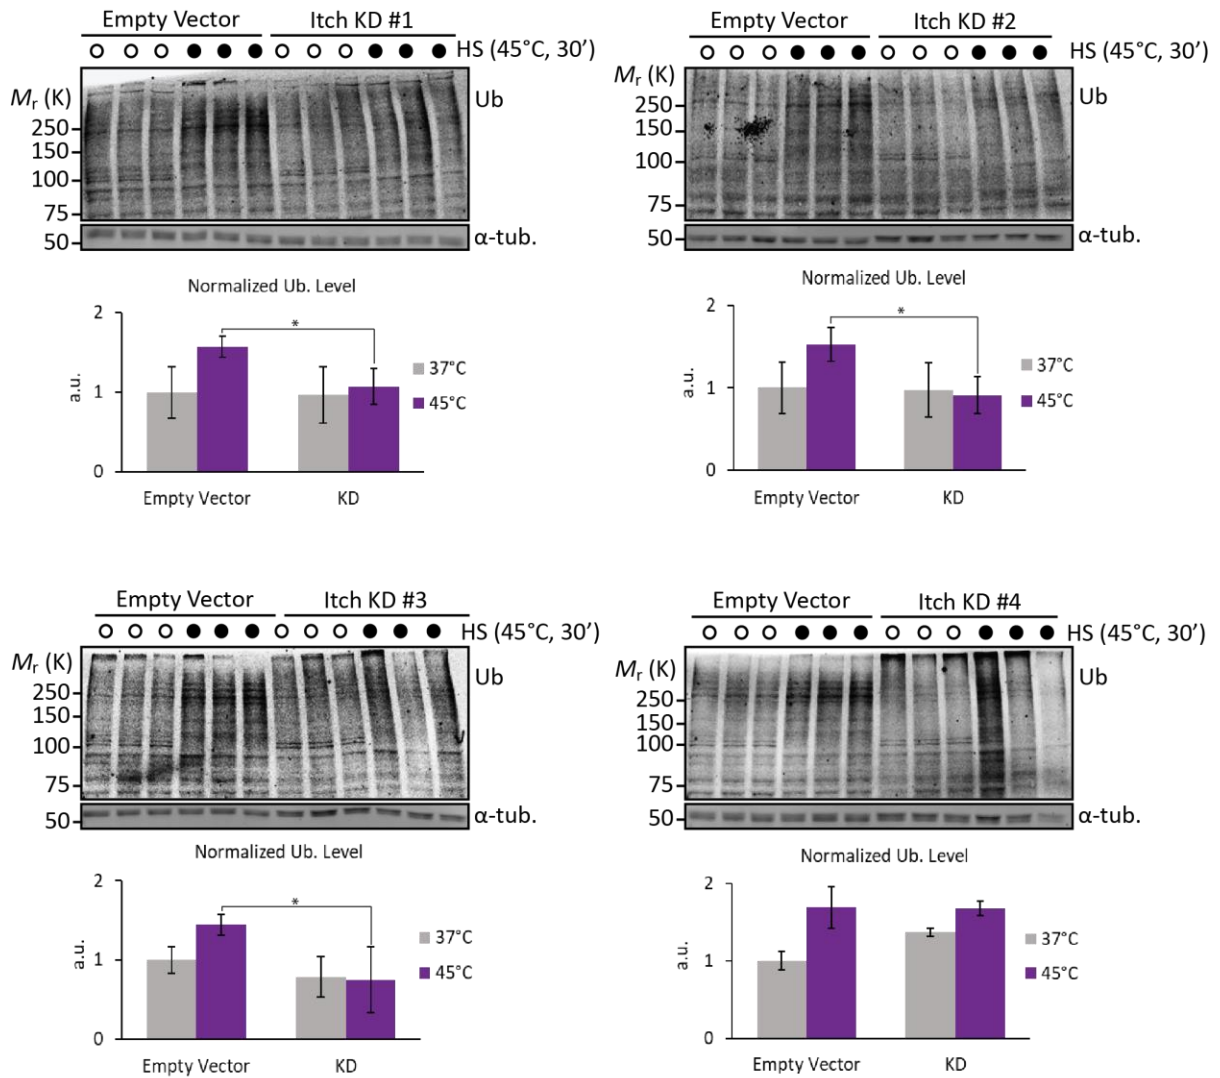 Empty Vector Itch KD #1
HS (45°C, 30′)
Mr (K)
Ub
250
150
100
75
50
α-tub.
Normalized Ub. Level
2
1
0
a.u.
37°C
45°C
*
Empty Vector KD
Empty Vector Itch KD #2
HS (45°C, 30′)
Mr (K)
Ub
250
150
100
75
50
α-tub.
Normalized Ub. Level
2
1
0
a.u.
37°C
45°C
*
Empty Vector KD
Empty Vector Itch KD #3
HS (45°C, 30′)
Mr (K)
Ub
250
150
100
75
50
α-tub.
Normalized Ub. Level
2
1
0
a.u.
37°C
45°C
*
Empty Vector KD
Empty Vector Itch KD #4
HS (45°C, 30′)
Mr (K)
Ub
250
150
100
75
50
α-tub.
Normalized Ub. Level
2
1
0
a.u.
37°C
45°C
Empty Vector KD